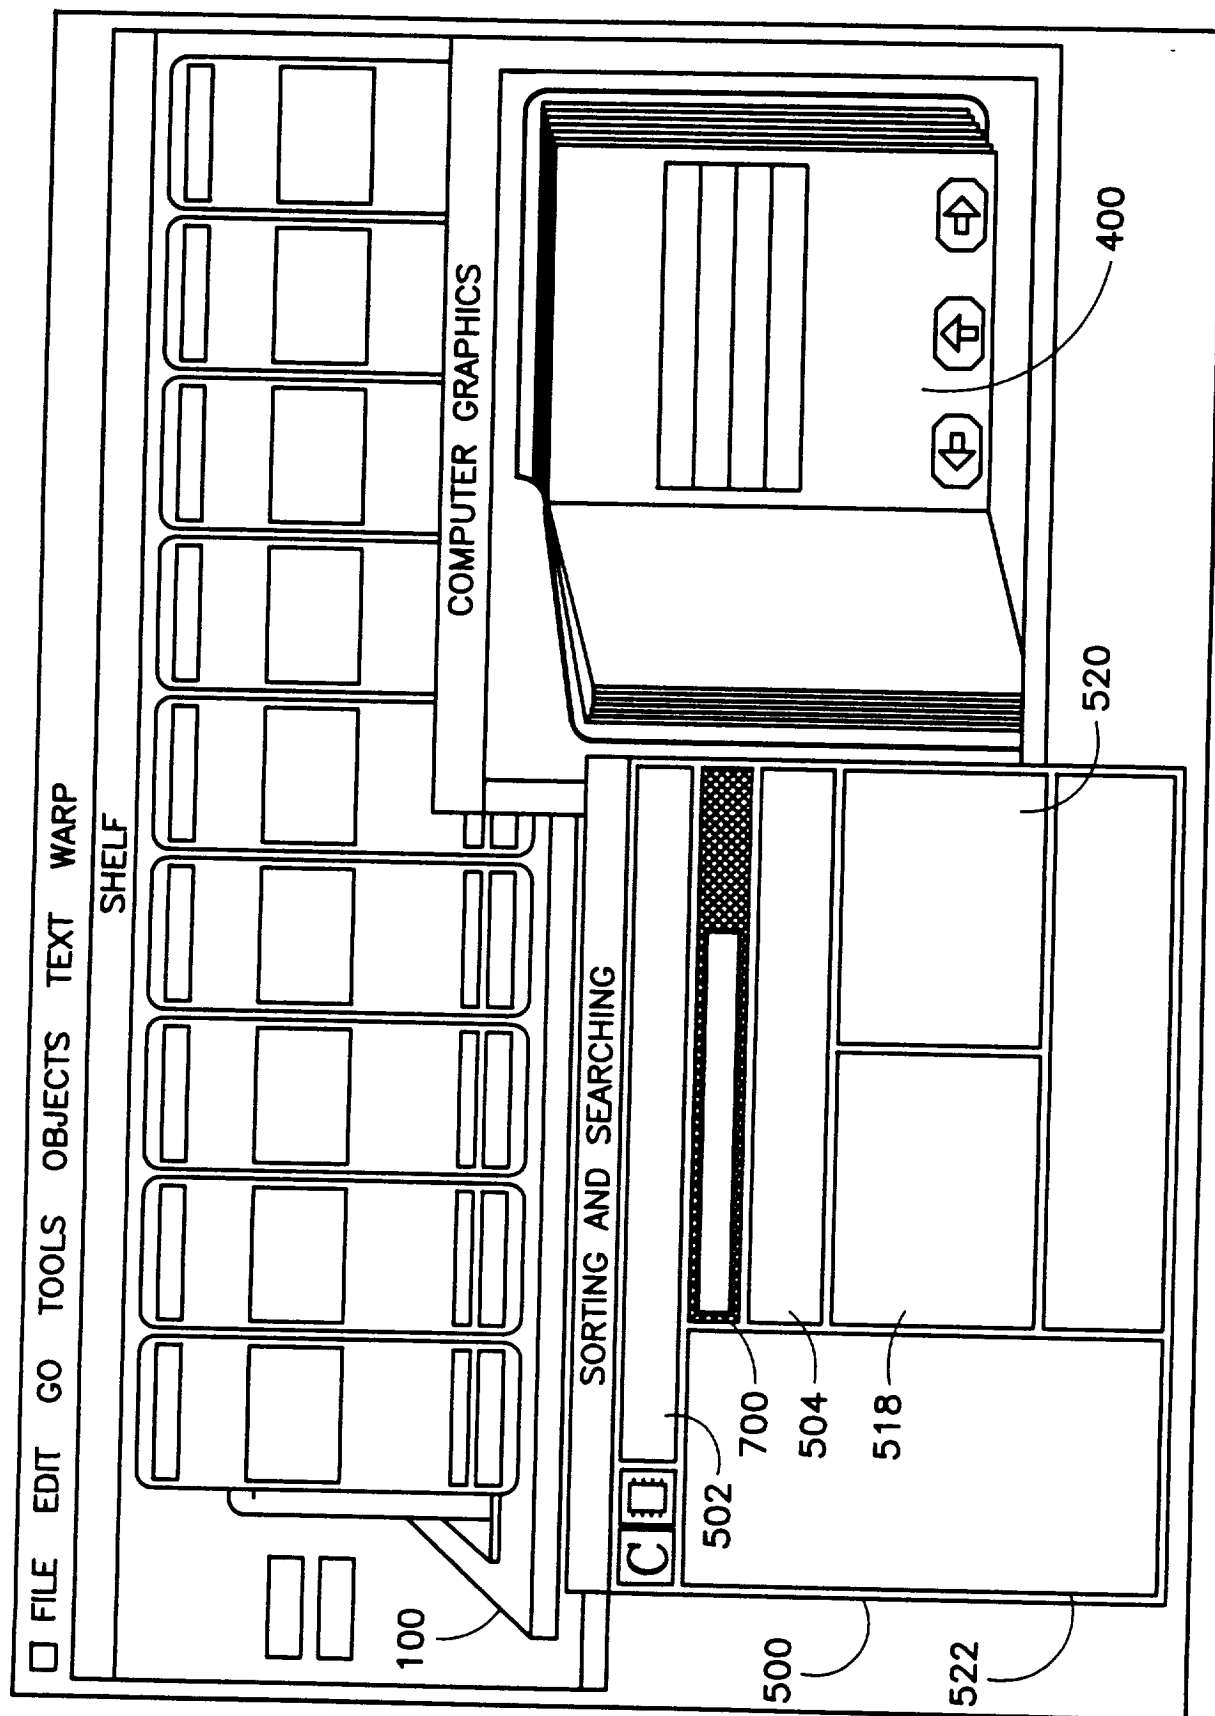 FILE EDIT GO TOOLS OBJECTS TEXT WARP
SHELF
COMPUTER GRAPHICS
100
SORTING AND SEARCHING
C
502
700
504
518
520
400
500
522